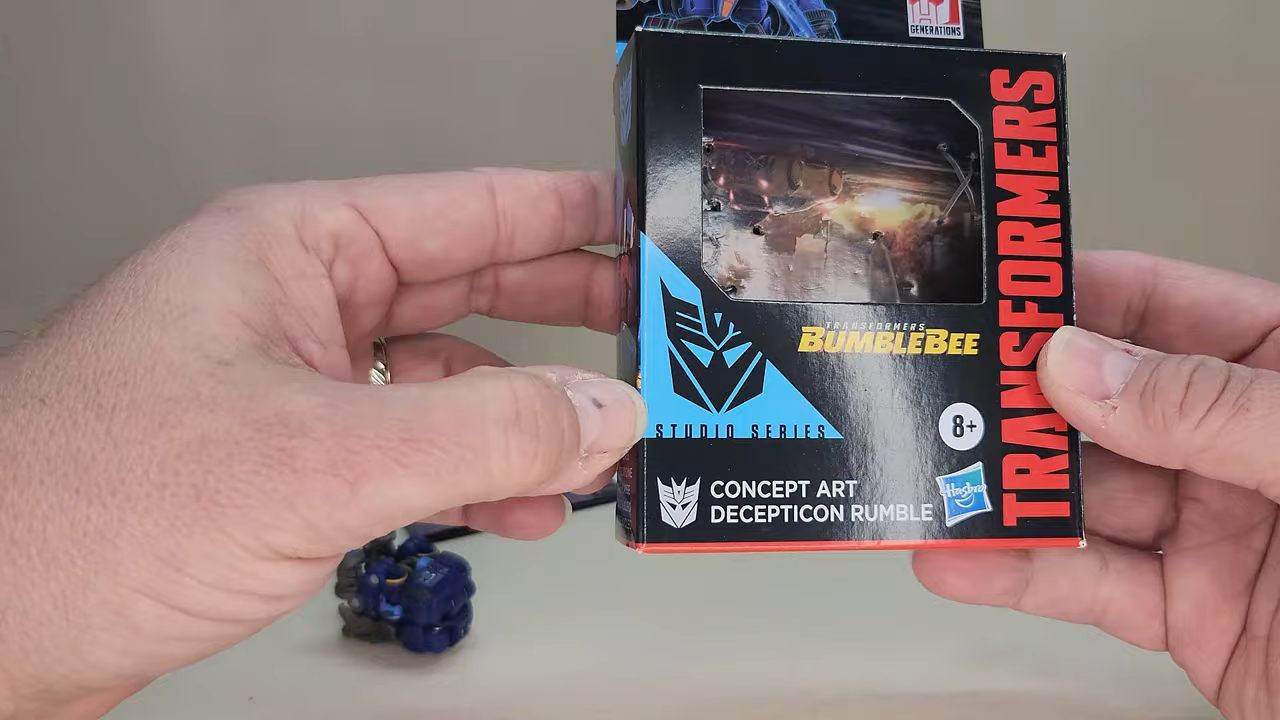 GENERATIONS
TRANSFORMERS
TRANSFORMERS
BUMBLEBEE
STUDIO SERIES
8+
Hasbro
CONCEPT ART
DECEPTICON RUMBLE